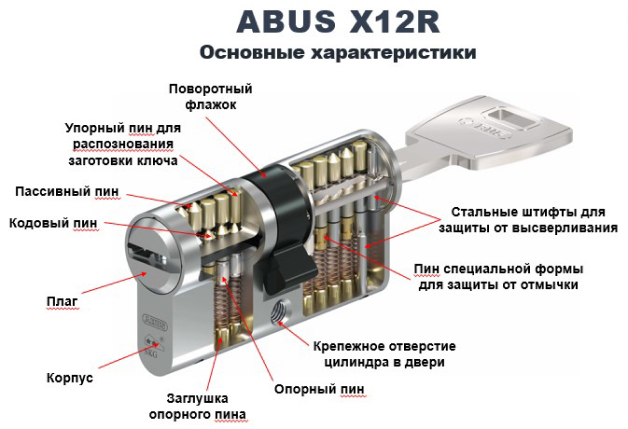 ABUS X12R
Основные характеристики
Поворотный
флажок
Упорный пин для
распознования
заготовки ключа
Пассивный пин
Кодовый пин
Стальные штифты для
защиты от высверливания
Пин специальной формы
для защиты от отмычки
Плаг
Крепежное отверстие
цилиндра в двери
Корпус
Опорный пин
Заглушка
опорного пина